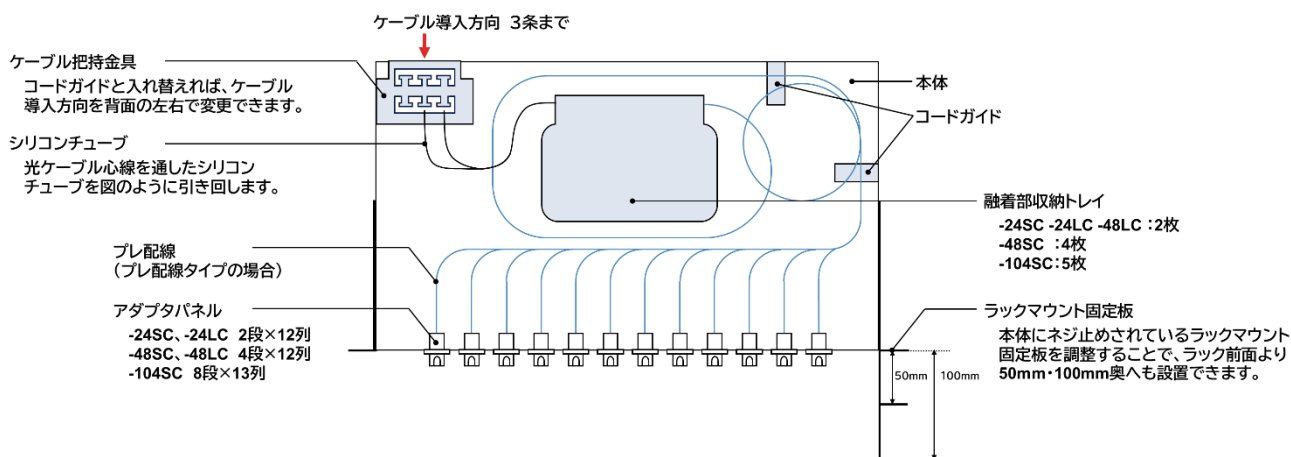 ケーブル導入方向 3条まで
ケーブル把持金具
コードガイドと入れ替えれば、ケーブル
導入方向を背面の左右で変更できます。
シリコンチューブ
光ケーブル心線を通したシリコン
チューブを図のように引き回します。
プレ配線
(プレ配線タイプの場合)
アダプタパネル
-24SC、-24LC 2段×12列
-48SC、-48LC 4段×12列
-104SC 8段×13列
本体
コードガイド
融着部収納トレイ
-24SC -24LC -48LC:2枚
-48SC :4枚
-104SC:5枚
ラックマウント固定板
本体にネジ止めされているラックマウント
固定板を調整することで、ラック前面より
50mm・100mm奥へも設置できます。
50mm
100mm